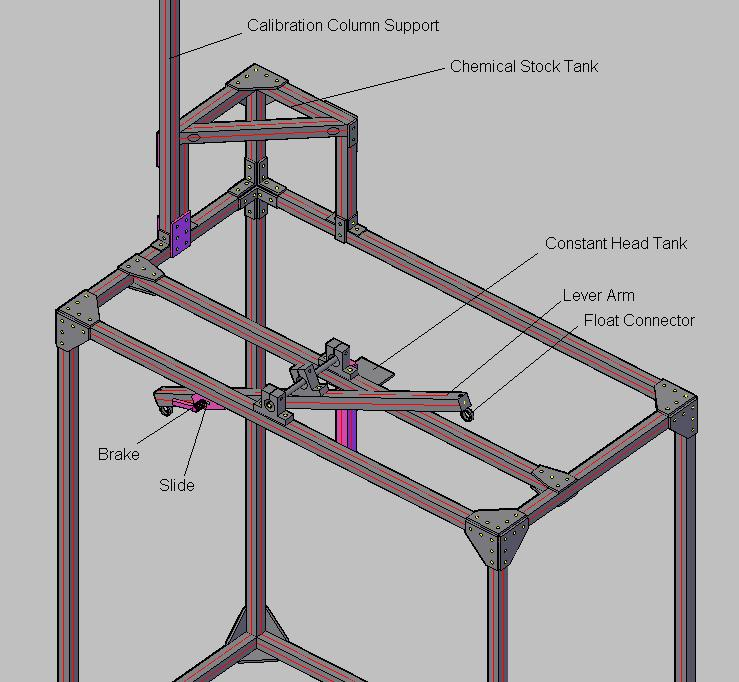 Calibration Column Support
Chemical Stock Tank
Constant Head Tank
Lever Arm
Float Connector
Brake
Slide